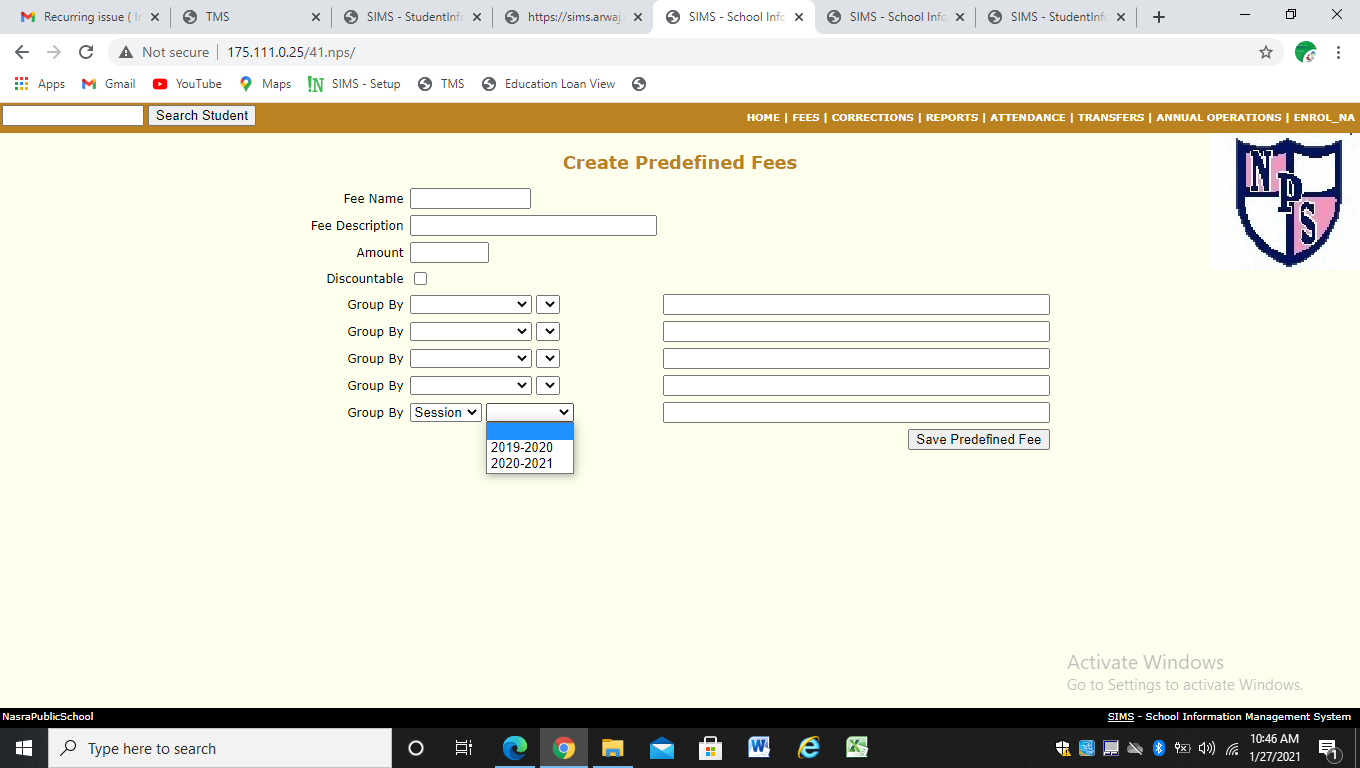 Recurring issue ( In
TMS
SIMS - StudentInfo
https://sims.arwaj.
SIMS - School Info
SIMS - School Info
SIMS - StudentInfo
Not secure
175.111.0.25/41.nps/
Apps
Gmail
YouTube
Maps
SIMS - Setup
TMS
Education Loan View
Search Student
HOME | FEES | CORRECTIONS | REPORTS | ATTENDANCE | TRANSFERS | ANNUAL OPERATIONS | ENROL_NA
Create Predefined Fees
NPS
Fee Name
Fee Description
Amount
Discountable
Group By
Group By
Group By
Group By
Group By Session
2019-2020
2020-2021
Save Predefined Fee
Activate Windows
Go to Settings to activate Windows.
NasraPublicSchool
SIMS - School Information Management System
Type here to search
10:46 AM
1/27/2021
1